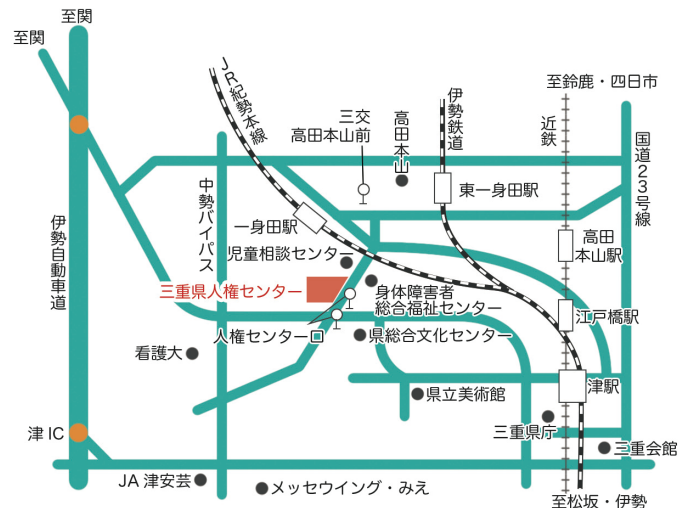 至関
至関
JR紀勢本線
三交
高田本山前
高田本山
伊勢鉄道
至鈴鹿・四日市
近鉄
国道23号線
中勢バイパス
東一身田駅
伊勢自動車道
一身田駅
高田
本山駅
児童相談センター
三重県人権センター
身体障害者
総合福祉センター
江戸橋駅
人権センター口
県総合文化センター
看護大
津駅
県立美術館
津 IC
三重県庁
三重会館
JA 津安芸
メッセウイング・みえ
至松坂・伊勢